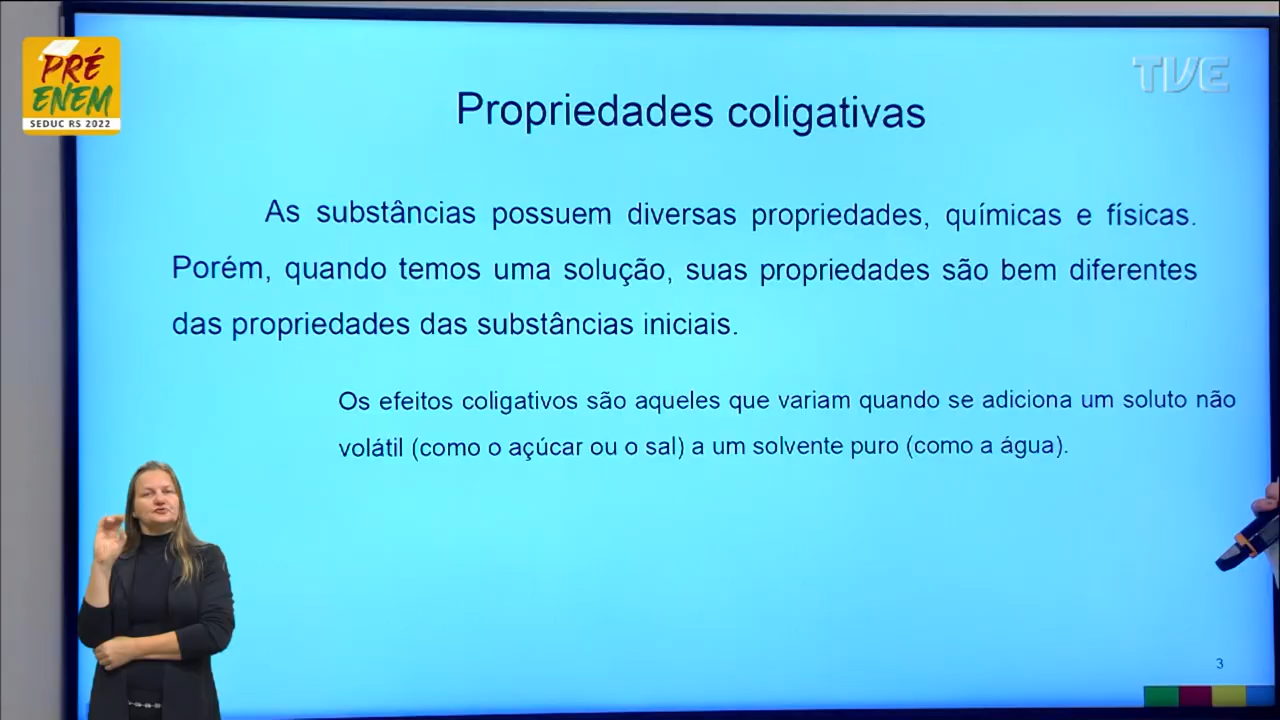 PRÉ
ENEM
SEDUC RS 2022
TVE
Propriedades coligativas
As substâncias possuem diversas propriedades, químicas e físicas.
Porém, quando temos uma solução, suas propriedades são bem diferentes
das propriedades das substâncias iniciais.
Os efeitos coligativos são aqueles que variam quando se adiciona um soluto não
volátil (como o açúcar ou o sal) a um solvente puro (como a água).
3